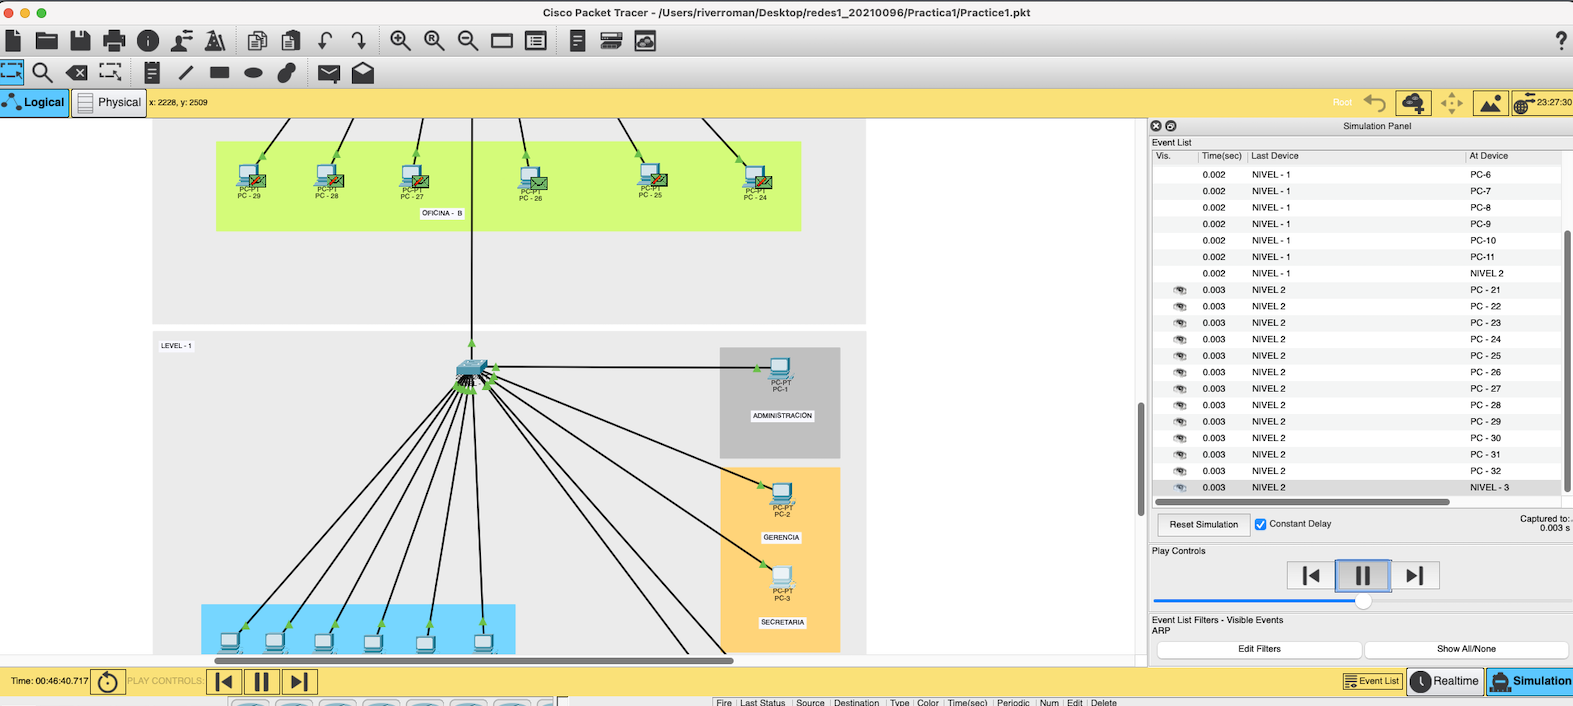 Cisco Packet Tracer - /Users/riverroman/Desktop/redes1_20210096/Practica1/Practice1.pkt
Logical
Physical
x: 2228, y: 2509
Root
23:27:30
PC-PT
PC - 29
PC-PT
PC - 28
PC-PT
PC - 27
PC-PT
PC - 26
PC-PT
PC - 25
PC-PT
PC - 24
OFICINA - B
LEVEL - 1
PC-PT
PC-1
ADMINISTRACION
PC-PT
PC-2
GERENCIA
PC-PT
PC-3
SECRETARIA
Simulation Panel
Event List
Vis. Time(sec) Last Device At Device
0.002 NIVEL - 1 PC-6
0.002 NIVEL - 1 PC-7
0.002 NIVEL - 1 PC-8
0.002 NIVEL - 1 PC-9
0.002 NIVEL - 1 PC-10
0.002 NIVEL - 1 PC-11
0.002 NIVEL - 1 NIVEL 2
0.003 NIVEL 2 PC - 21
0.003 NIVEL 2 PC - 22
0.003 NIVEL 2 PC - 23
0.003 NIVEL 2 PC - 24
0.003 NIVEL 2 PC - 25
0.003 NIVEL 2 PC - 26
0.003 NIVEL 2 PC - 27
0.003 NIVEL 2 PC - 28
0.003 NIVEL 2 PC - 29
0.003 NIVEL 2 PC - 30
0.003 NIVEL 2 PC - 31
0.003 NIVEL 2 PC - 32
0.003 NIVEL 2 NIVEL - 3
Reset Simulation
Constant Delay
Captured to:
0.003 s
Play Controls
Event List Filters - Visible Events
ARP
Edit Filters
Show All/None
Time: 00:46:40.717
PLAY CONTROLS:
Event List
Realtime
Simulation
Fire Last Status Source Destination Type Color Time(sec) Periodic Num Edit Delete